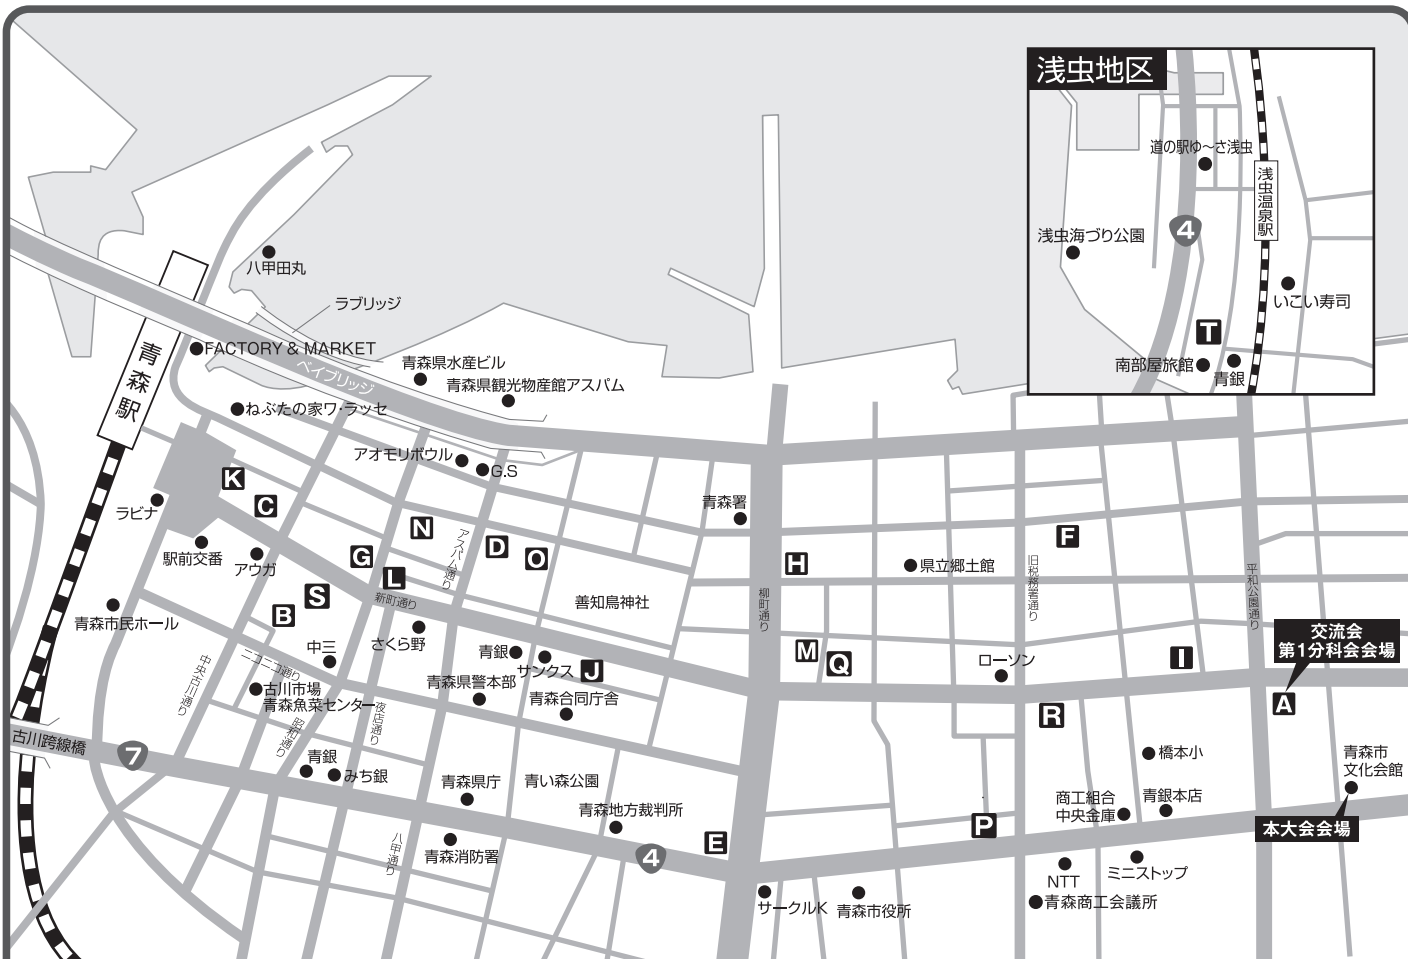 浅虫地区
道の駅ゆ〜さ浅虫
浅虫温泉駅
4
浅虫海づり公園
いこい寿司
T
南部屋旅館
青銀
八甲田丸
ラブリッジ
青森駅
FACTORY & MARKET
ベイブリッジ
青森県水産ビル
青森県観光物産館アスパム
ねぶたの家ワ・ラッセ
アオモリボウル
G.S
K
C
ラビナ
駅前交番
アウガ
N
アスパム通り
D
O
G
L
新町通り
青森署
H
柳町通り
県立郷土館
F
旧税務署通り
平和公園通り
交流会
第1分科会会場
A
青森市民ホール
B
S
中三
さくら野
善知鳥神社
青銀
サンクス
J
M
Q
ローソン
I
ニコニコ通り
中央古川通り
古川市場
青森魚菜センター
昭和通り
夜店通り
青森県警本部
青森合同庁舎
R
橋本小
青森市
文化会館
古川跨線橋
7
青銀
みち銀
青森県庁
青い森公園
青森地方裁判所
商工組合
中央金庫
青銀本店
P
本大会会場
八甲通り
青森消防署
4
E
サークルK
青森市役所
NTT
ミニストップ
青森商工会議所